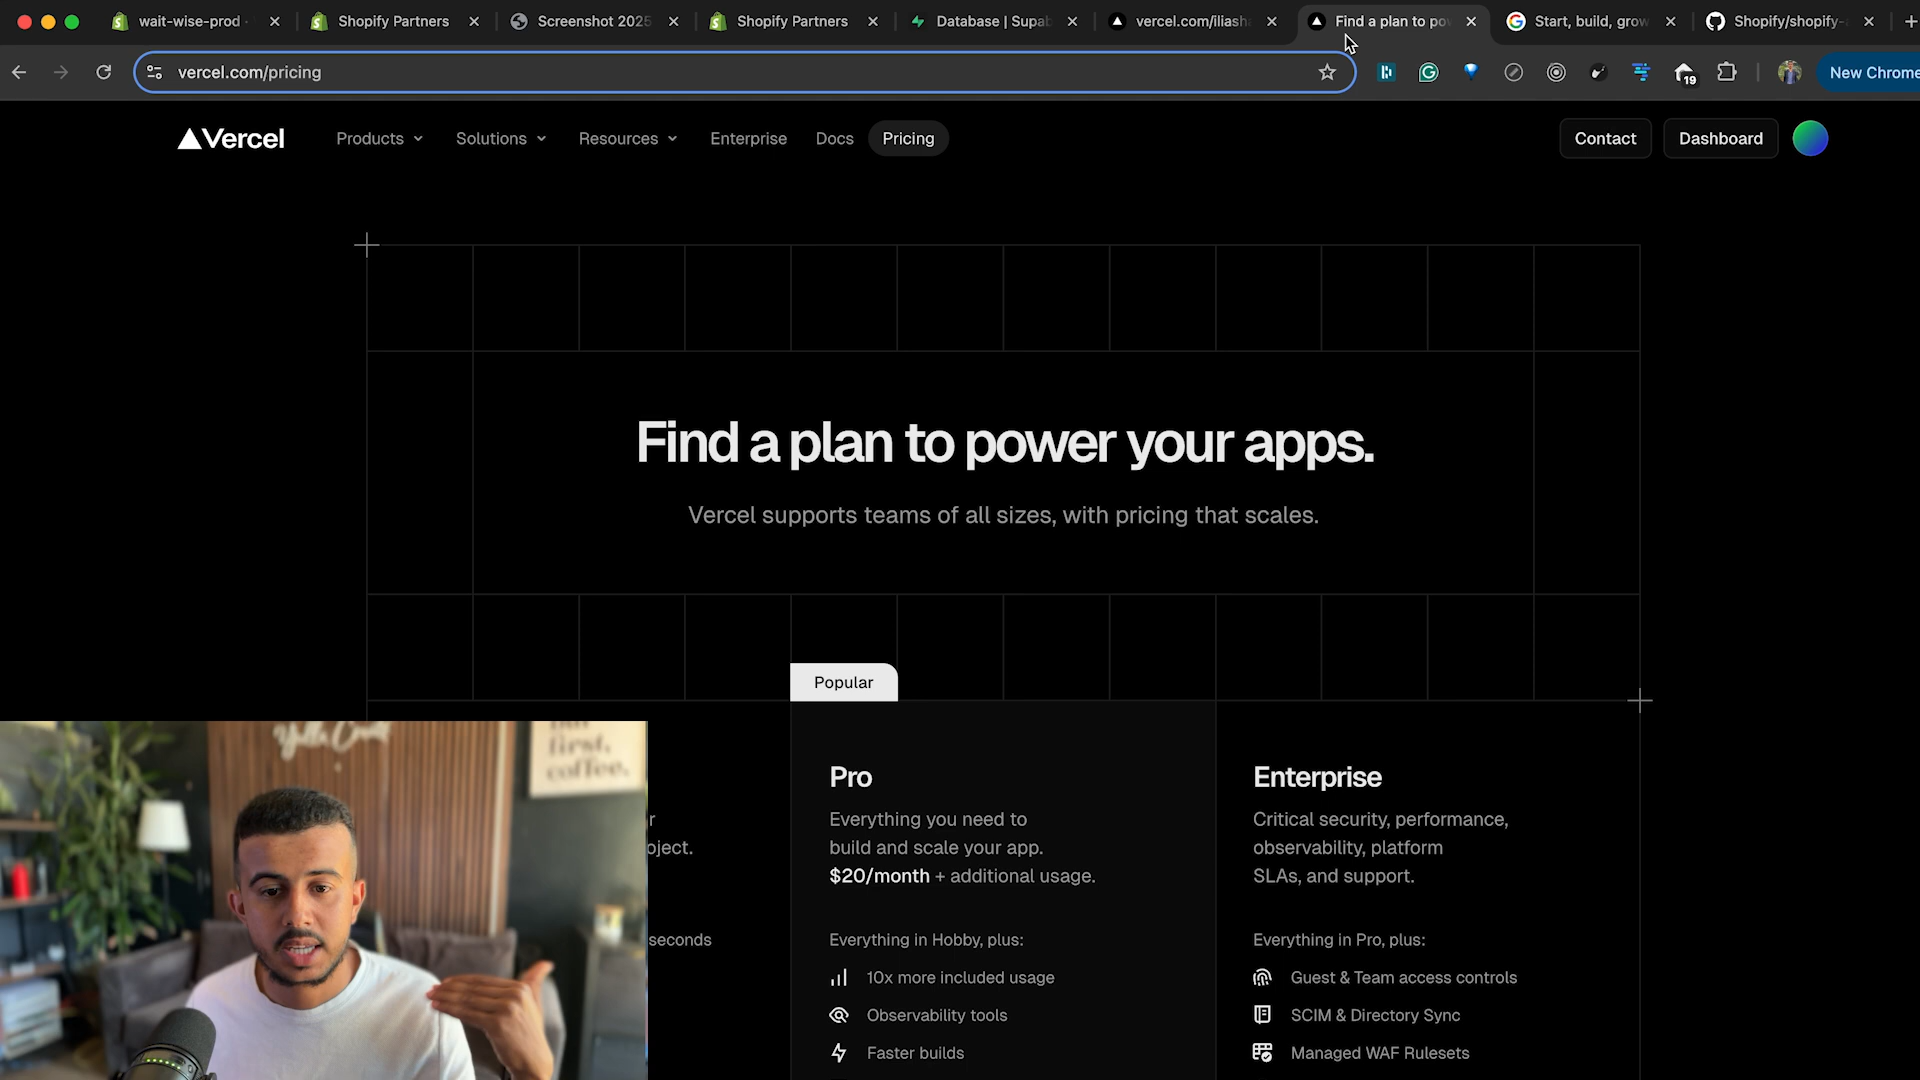 wait-wise-prod
Shopify Partners
Screenshot 2025
Shopify Partners
Database | Supab
vercel.com/iliash
Find a plan to po
Start, build, grow
Shopify/shopify-
vercel.com/pricing
19
New Chrome
Vercel
Products
Solutions
Resources
Enterprise
Docs
Pricing
Contact
Dashboard
Find a plan to power your apps.
Vercel supports teams of all sizes, with pricing that scales.
Popular
r
oject.
seconds
Pro
Everything you need to
build and scale your app.
$20/month + additional usage.
Everything in Hobby, plus:
10x more included usage
Observability tools
Faster builds
Enterprise
Critical security, performance,
observability, platform
SLAs, and support.
Everything in Pro, plus:
Guest & Team access controls
SCIM & Directory Sync
Managed WAF Rulesets
first,
coffee.